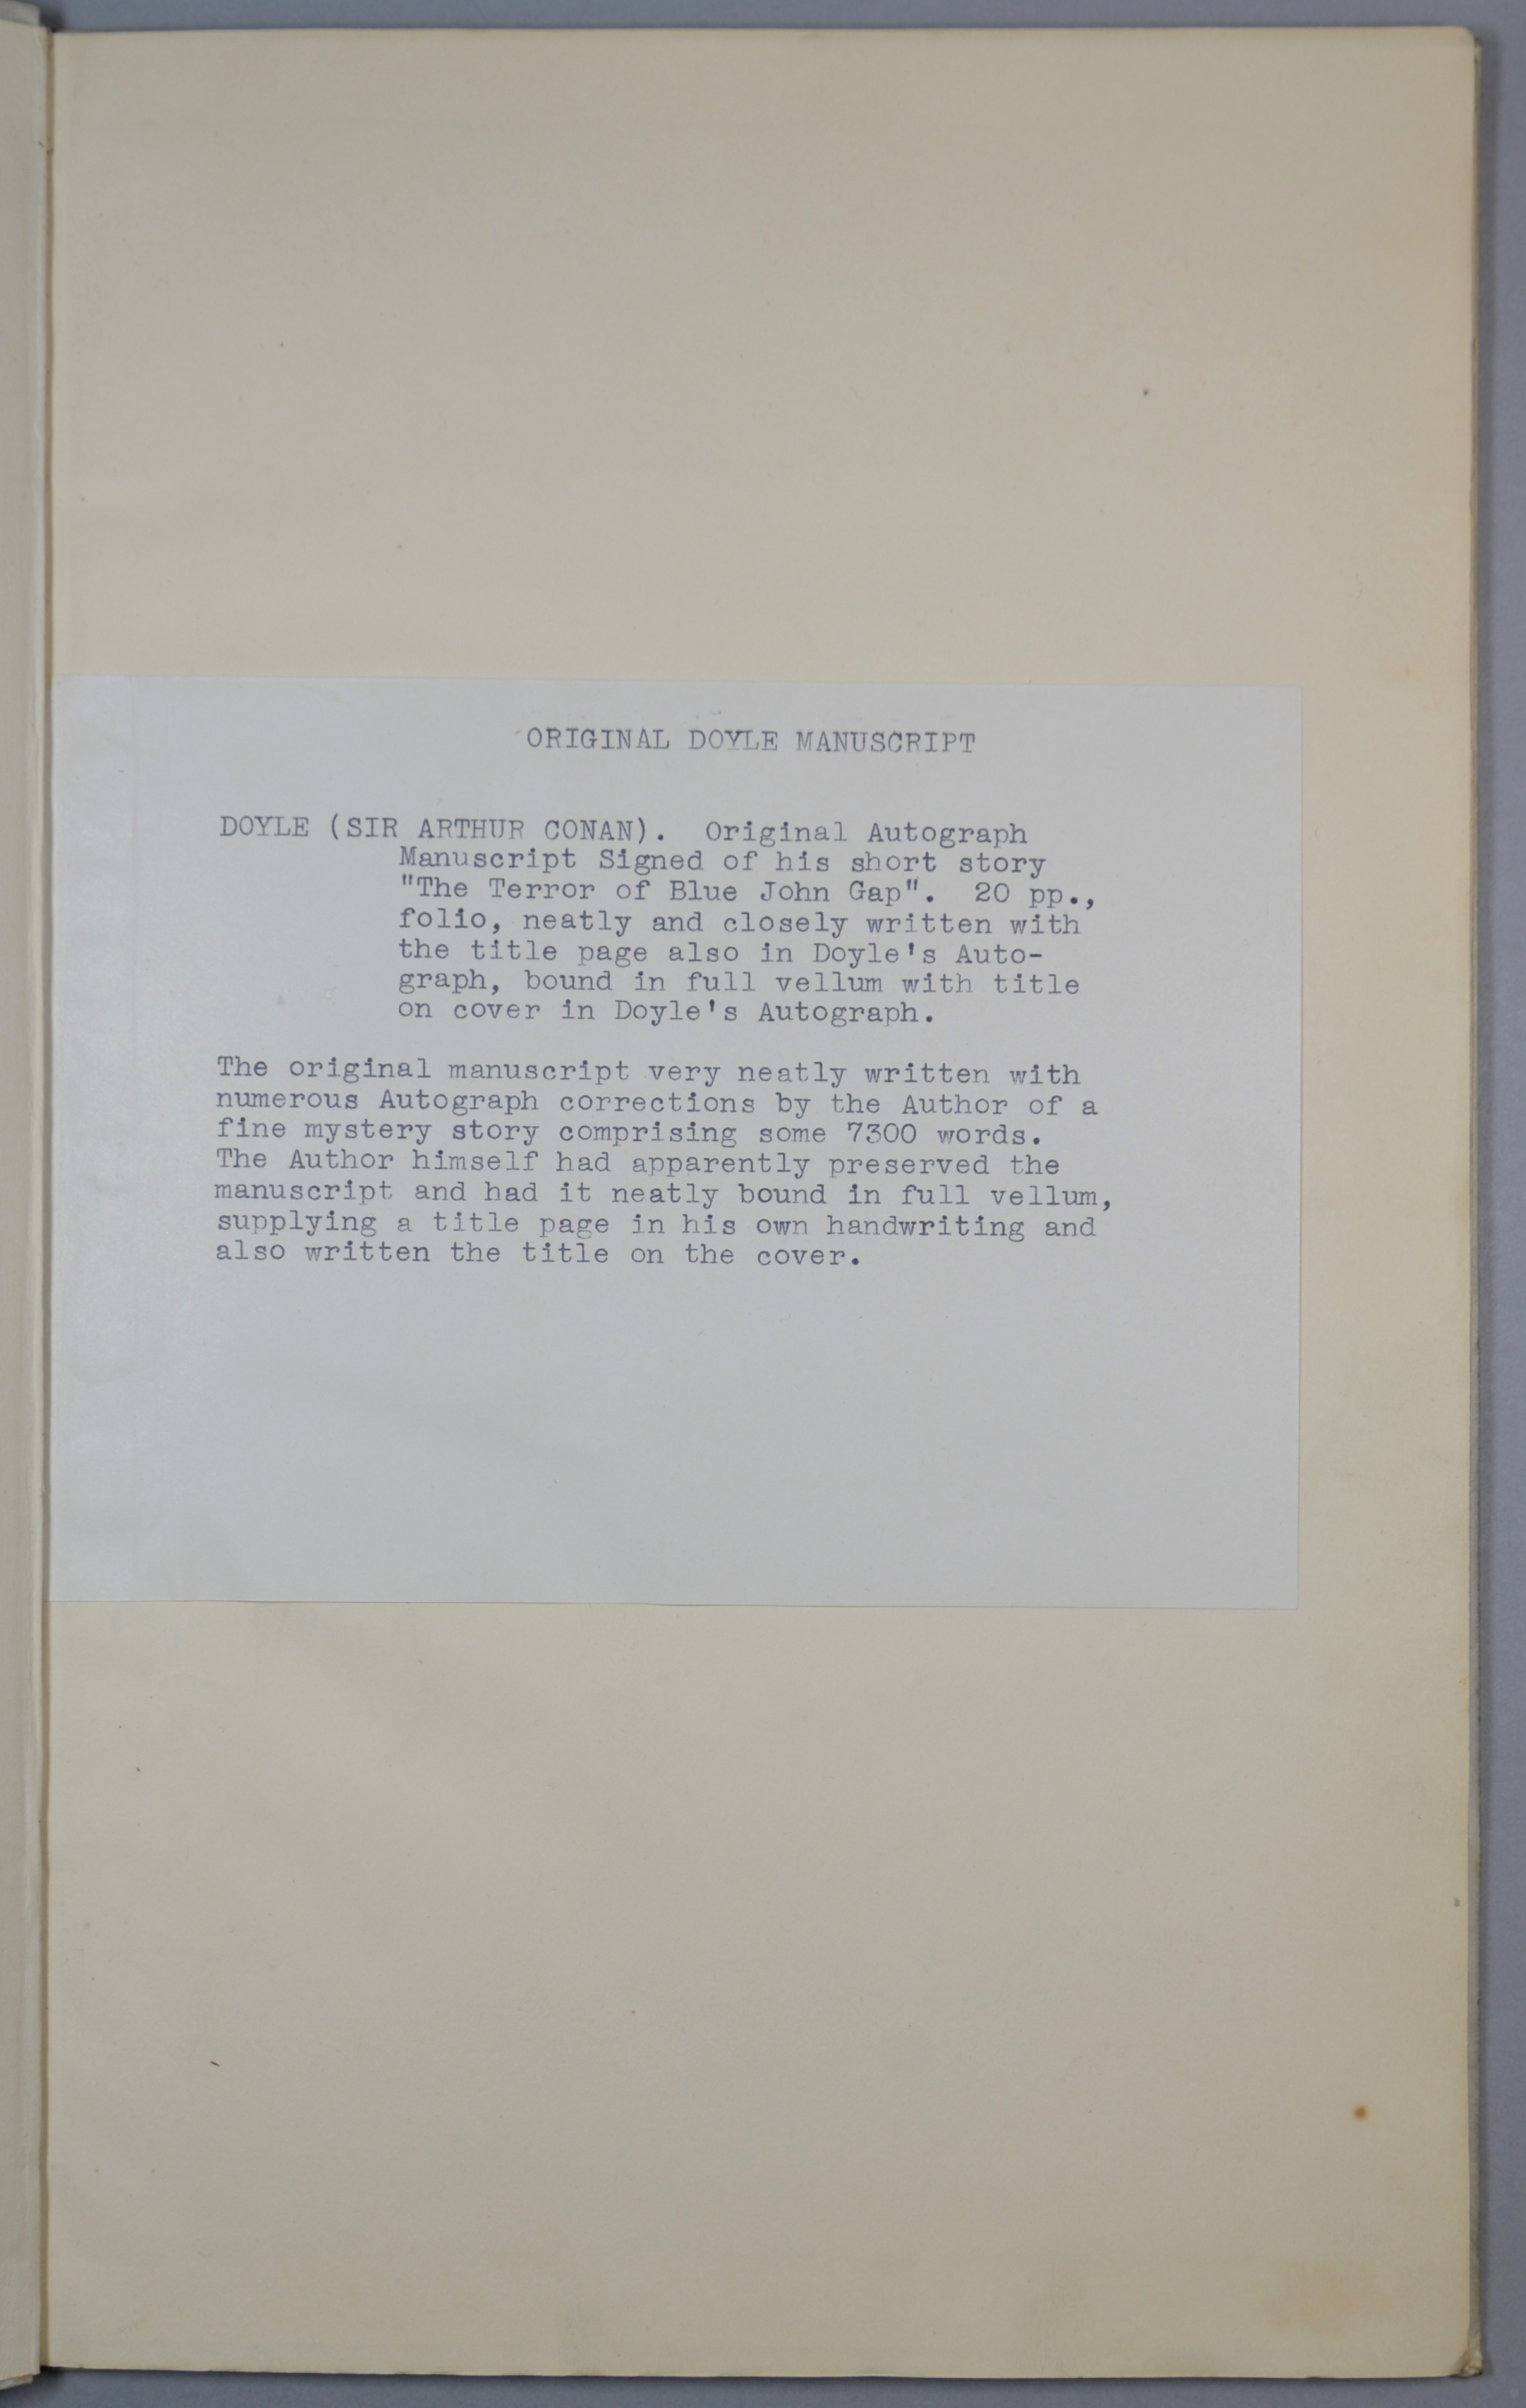 ORIGINAL DOYLE MANUSCRIPT
DOYLE (SIR ARTHUR CONAN). Original Autograph
Manuscript Signed of his short story
"The Terror of Blue John Gap". 20 pp.,
folio, neatly and closely written with
the title page also in Doyle's Auto-
graph, bound in full vellum with title
on cover in Doyle's Autograph.
The original manuscript very neatly written with
numerous Autograph corrections by the Author of a
fine mystery story comprising some 7300 words.
The Author himself had apparently preserved the
manuscript and had it neatly bound in full vellum,
supplying a title page in his own handwriting and
also written the title on the cover.